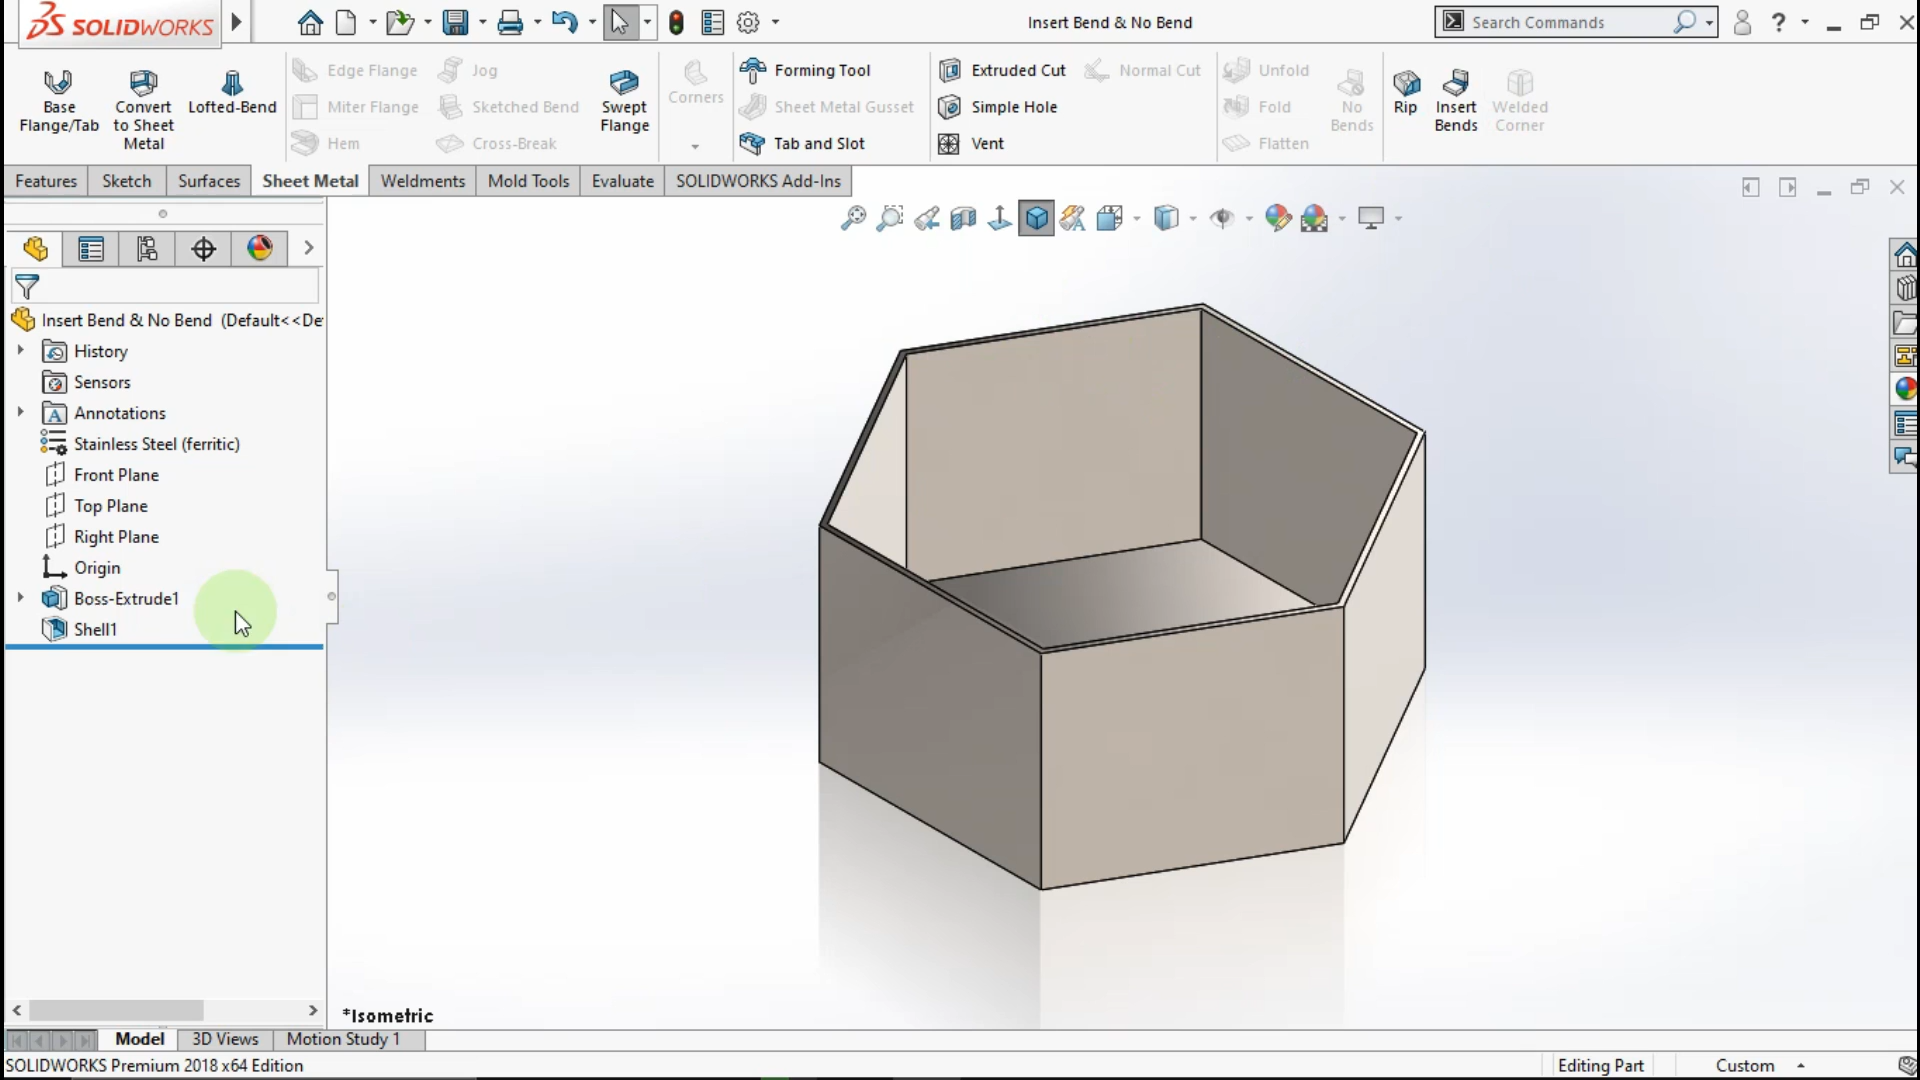 SOLIDWORKS
Insert Bend & No Bend
Search Commands
?
Base Flange/Tab
Convert to Sheet Metal
Lofted-Bend
Edge Flange
Miter Flange
Hem
Jog
Sketched Bend
Cross-Break
Swept Flange
Corners
Forming Tool
Sheet Metal Gusset
Tab and Slot
Extruded Cut
Simple Hole
Vent
Normal Cut
Unfold
Fold
Flatten
No Bends
Rip
Insert Bends
Welded Corner
Features
Sketch
Surfaces
Sheet Metal
Weldments
Mold Tools
Evaluate
SOLIDWORKS Add-Ins
Insert Bend & No Bend (Default<<De
History
Sensors
Annotations
Stainless Steel (ferritic)
Front Plane
Top Plane
Right Plane
Origin
Boss-Extrude1
Shell1
*Isometric
Model
3D Views
Motion Study 1
SOLIDWORKS Premium 2018 x64 Edition
Editing Part
Custom